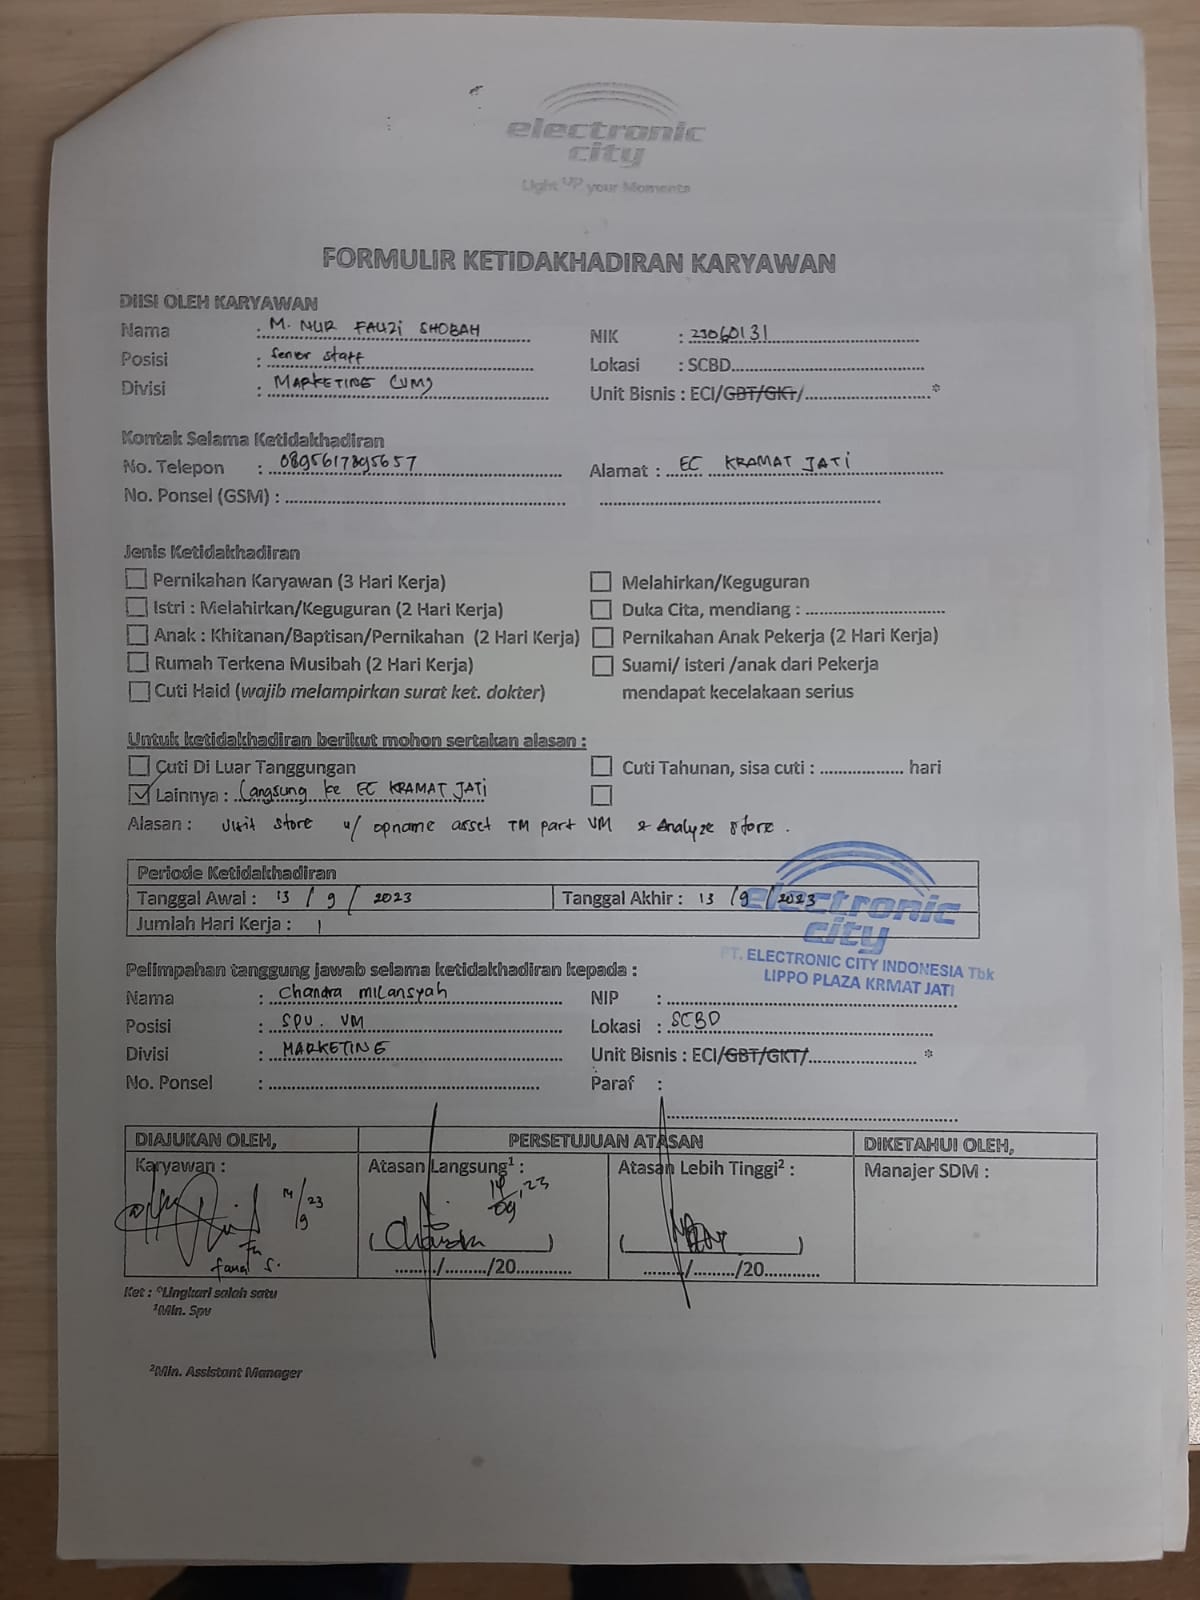 electronic
city
Light UP your Moments
FORMULIR KETIDAKHADIRAN KARYAWAN
DIISI OLEH KARYAWAN
Nama : M. NUR FAUZI SHOBAH NIK : 23060131
Posisi : Senior Staff Lokasi : SCBD
Divisi : MARKETING (VM) Unit Bisnis : ECI/GBT/GKT/ *
Kontak Selama Ketidakhadiran
No. Telepon : 0895617895657 Alamat : EC KRAMAT JATI
No. Ponsel (GSM) :
Jenis Ketidakhadiran
Pernikahan Karyawan (3 Hari Kerja) Melahirkan/Keguguran
Istri : Melahirkan/Keguguran (2 Hari Kerja) Duka Cita, mendiang :
Anak : Khitanan/Baptisan/Pernikahan (2 Hari Kerja) Pernikahan Anak Pekerja (2 Hari Kerja)
Rumah Terkena Musibah (2 Hari Kerja) Suami/ isteri /anak dari Pekerja
Cuti Haid (wajib melampirkan surat ket. dokter) mendapat kecelakaan serius
Untuk ketidakhadiran berikut mohon sertakan alasan :
Cuti Di Luar Tanggungan Cuti Tahunan, sisa cuti : hari
Lainnya : Langsung ke EC KRAMAT JATI
Alasan : Visit store u/ opname asset TM part VM & Analyze store.
Periode Ketidakhadiran
Tanggal Awal : 13 / 9 / 2023 Tanggal Akhir : 13 / 9 / 2023
Jumlah Hari Kerja : 1
electronic
city
PT. ELECTRONIC CITY INDONESIA Tbk
LIPPO PLAZA KRMAT JATI
Pelimpahan tanggung jawab selama ketidakhadiran kepada :
Nama : Chandra MILansyah NIP :
Posisi : SPV. VM Lokasi : SCBD
Divisi : MARKETING Unit Bisnis : ECI/GBT/GKT/ *
No. Ponsel : Paraf :
DIAJUKAN OLEH, PERSETUJUAN ATASAN DIKETAHUI OLEH,
Karyawan : Atasan Langsung¹ : Atasan Lebih Tinggi² : Manajer SDM :
14/9 23 14/09, 23
(Chandra) ( )
Fauzi S. ......../......../20............ ......../......../20............
Ket : *Lingkari salah satu
¹Min. Spv
²Min. Assistant Manager